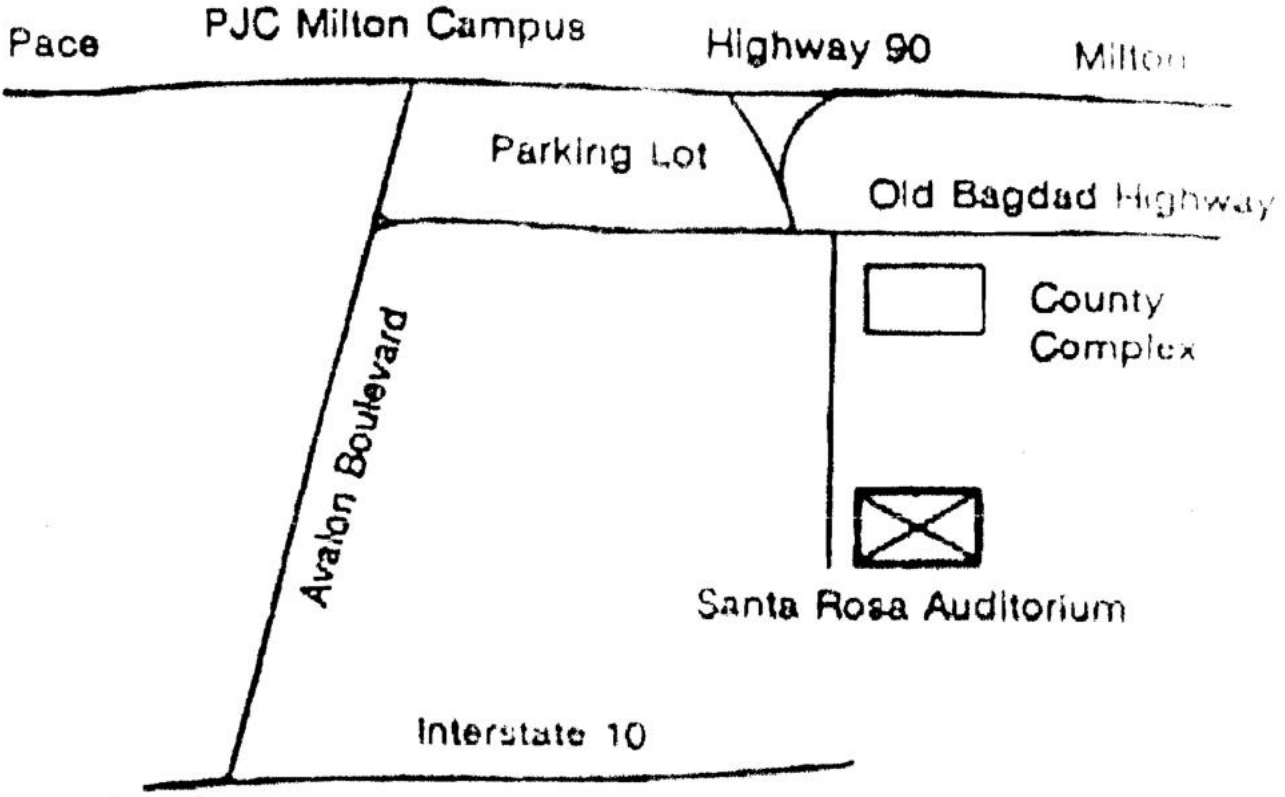 Pace
PJC Milton Campus
Highway 90
Milton
Parking Lot
Old Bagdad Highway
County
Complex
Avalon Boulevard
Santa Rosa Auditorium
Interstate 10